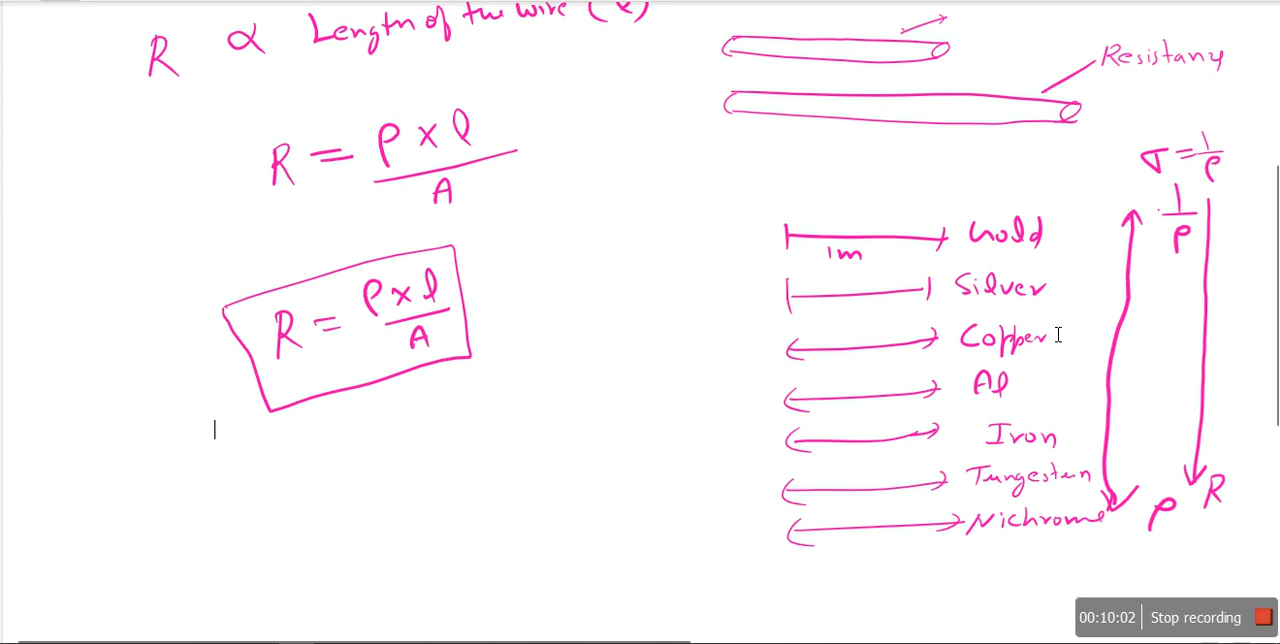 R ∝ Length of the wire (l)
R = ρ x l / A
R = ρ x l / A
Resistany
σ = 1/ρ
1/ρ
1m Gold
Silver
Copper
Al
Iron
Tungesten
Nichrome
ρ
R
00:10:02 Stop recording